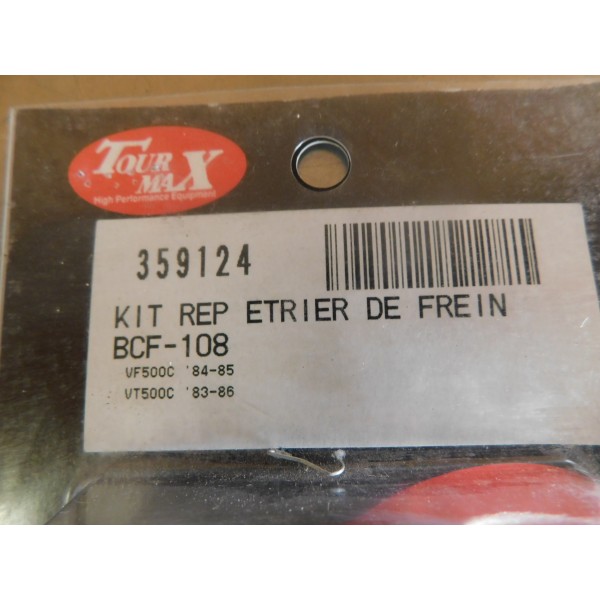 TOUR
MAX
High Performance Equipment
359124
KIT REP ETRIER DE FREIN
BCF-108
VF500C '84-85
VT500C '83-86